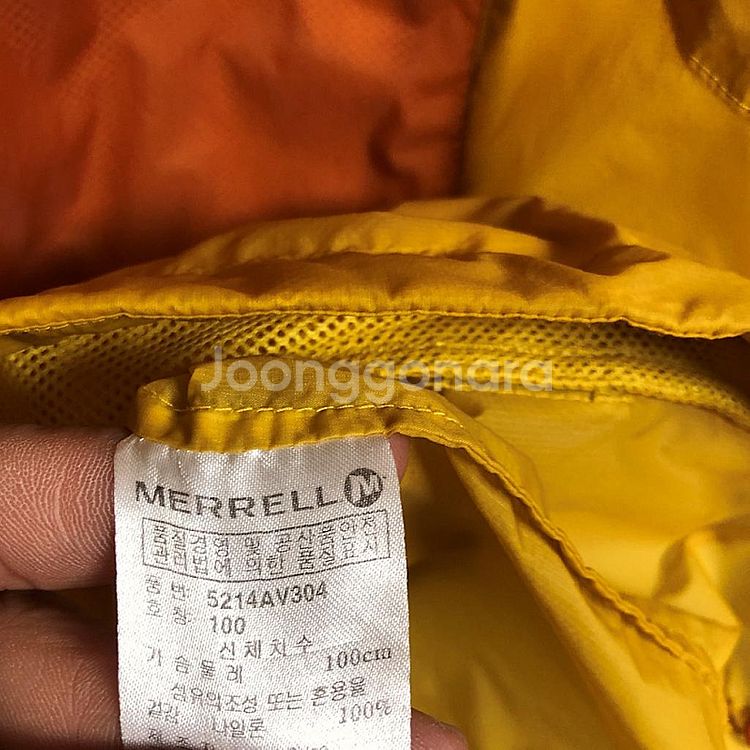 Joonggonara
MERRELL M
품질경영 및 공산품안전
관리법에 의한 품질표시
품 번: 5214AV304
호 칭: 100
신체치수
가슴둘레 100cm
섬유의조성 또는 혼용율
겉감 나일론 100%